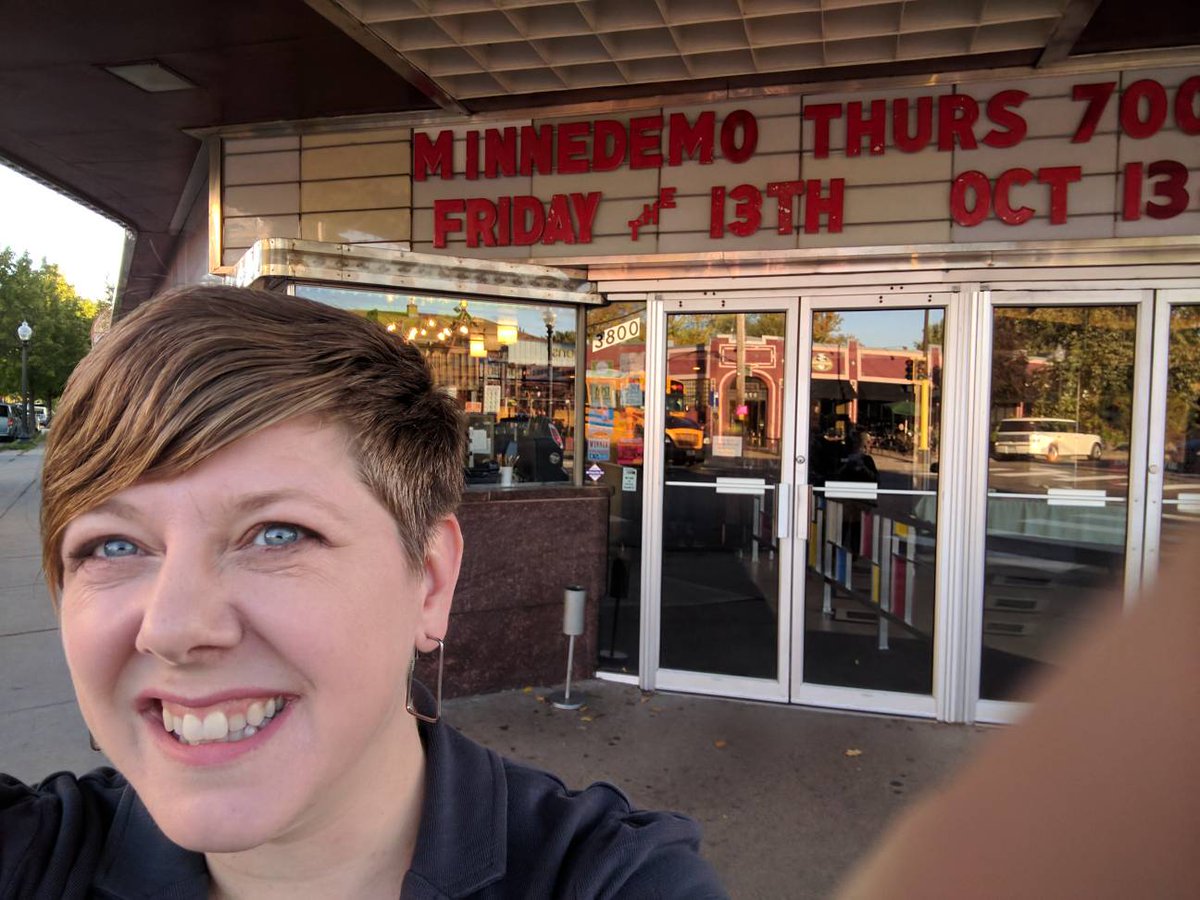 MINNEDEMO THURS 700
FRIDAY THE 13TH OCT 13
3800